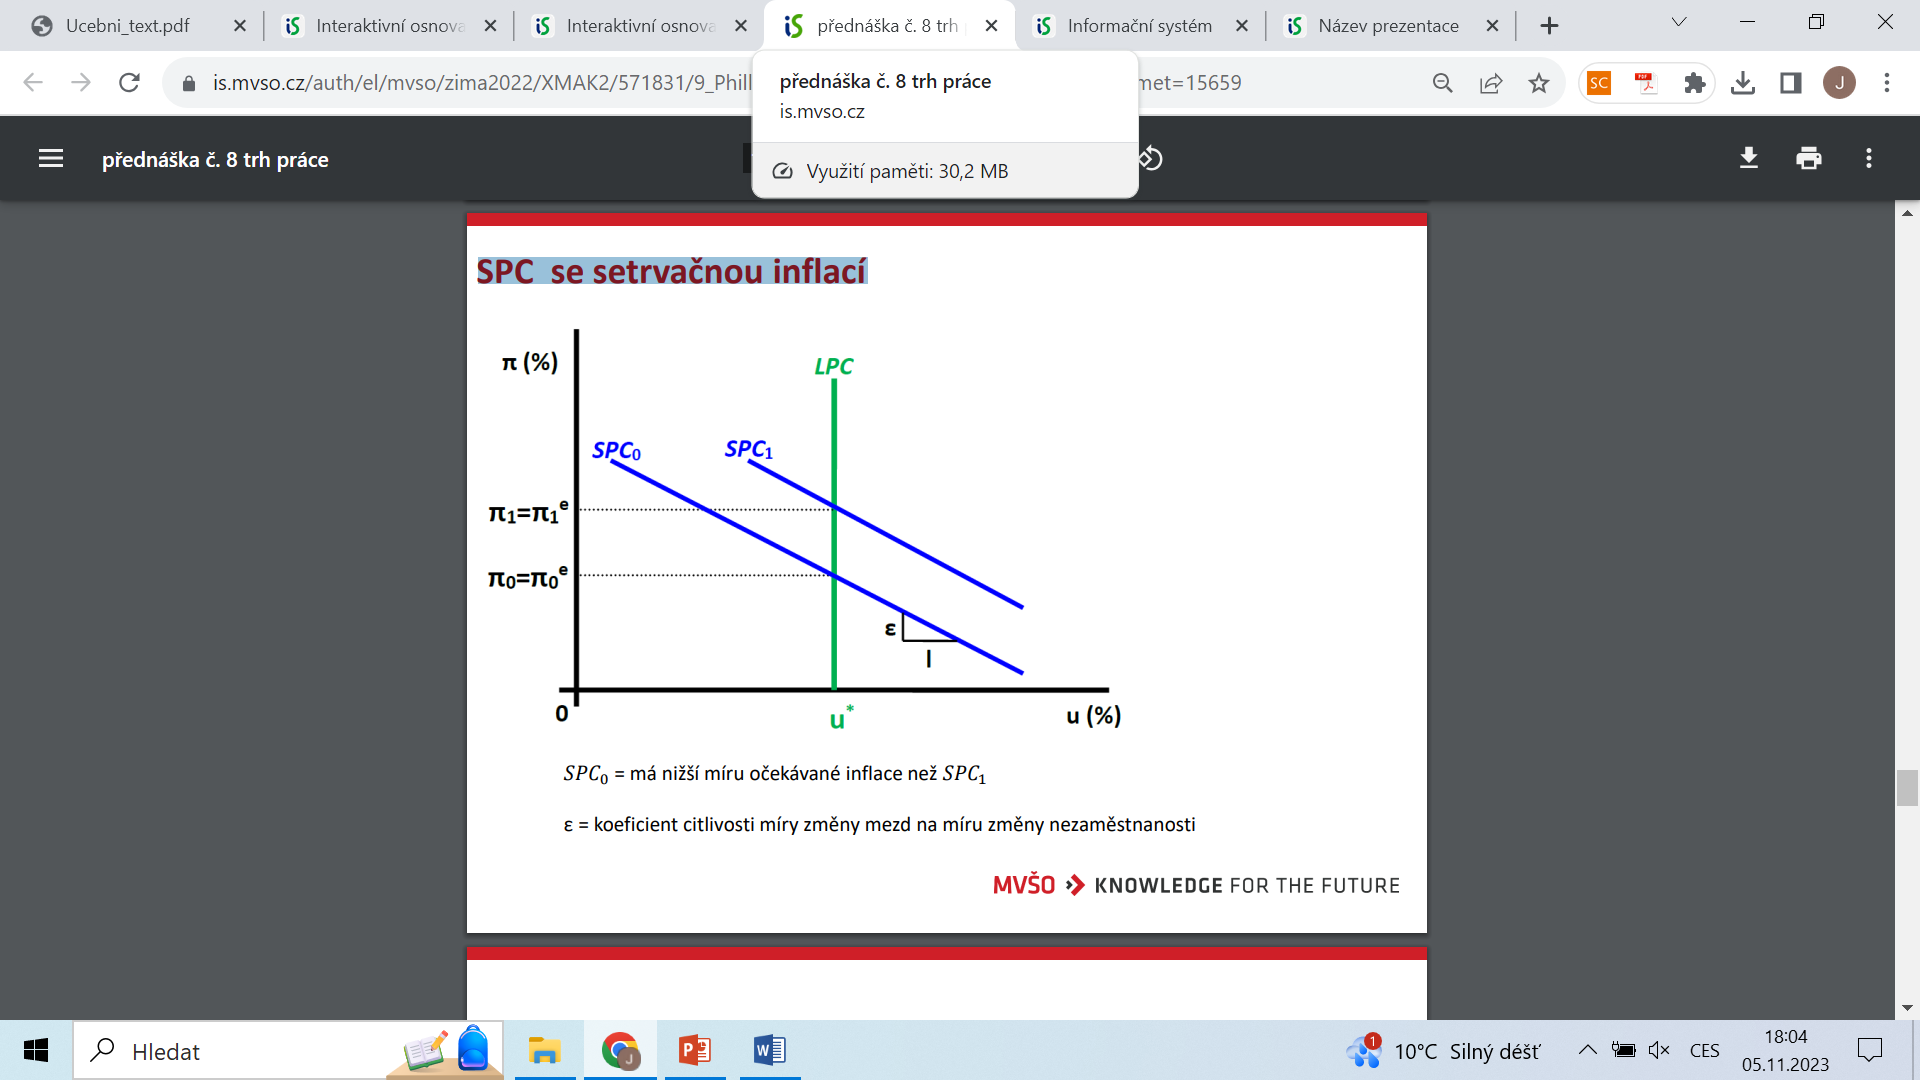 Ucebni_text.pdf
Interaktivní osnova
Interaktivní osnova
přednáška č. 8 trh
Informační systém
Název prezentace
is.mvso.cz/auth/el/mvso/zima2022/XMAK2/571831/9_Phill
met=15659
SC
J
přednáška č. 8 trh práce
is.mvso.cz
Využití paměti: 30,2 MB
přednáška č. 8 trh práce
SPC se setrvačnou inflací
π (%)
LPC
SPC₀
SPC₁
π₁=π₁ᵉ
π₀=π₀ᵉ
ε
I
0
u*
u (%)
SPC₀ = má nižší míru očekávané inflace než SPC₁
ε = koeficient citlivosti míry změny mezd na míru změny nezaměstnanosti
MVŠO KNOWLEDGE FOR THE FUTURE
Hledat
J
1
10°C Silný déšť
CES
18:04
05.11.2023